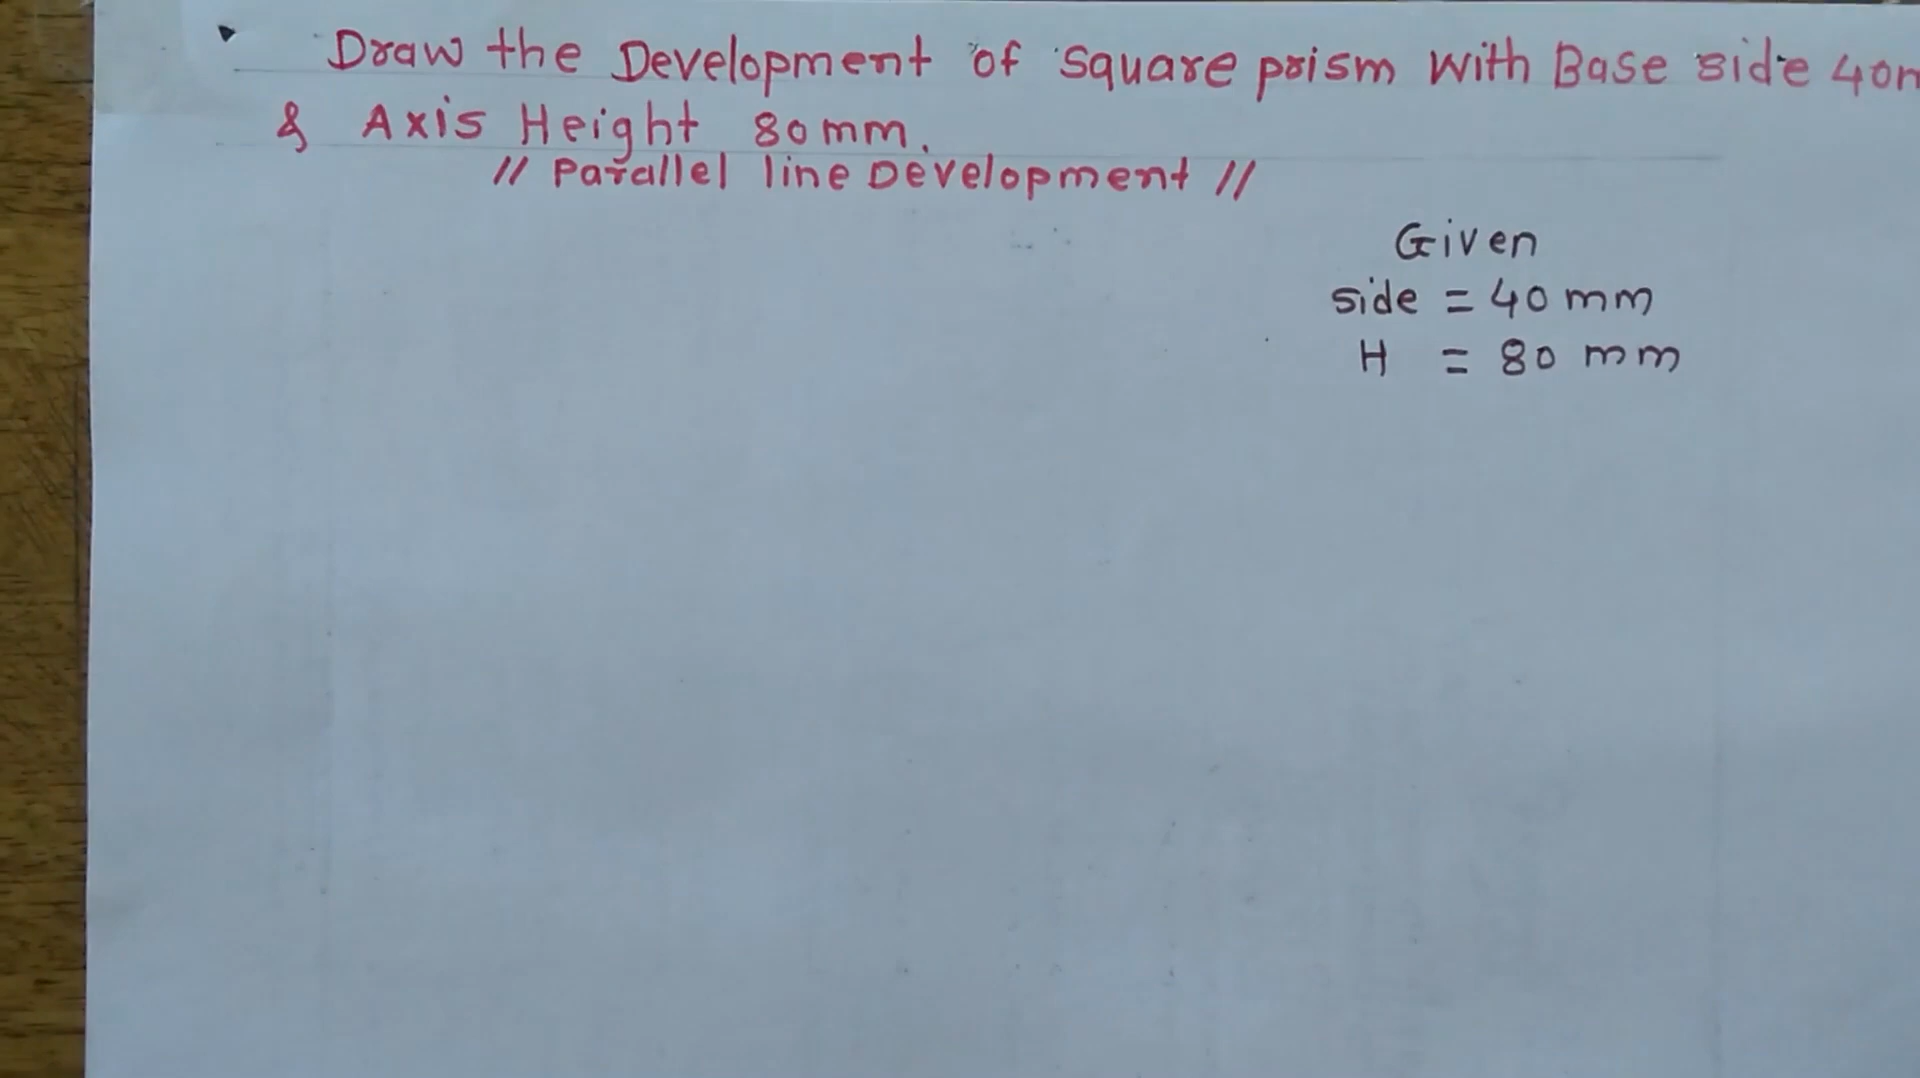 Draw the Development of Square prism with Base side 40m
& Axis Height 80mm.
// Parallel line Development //
Given
side = 40 mm
H = 80 mm